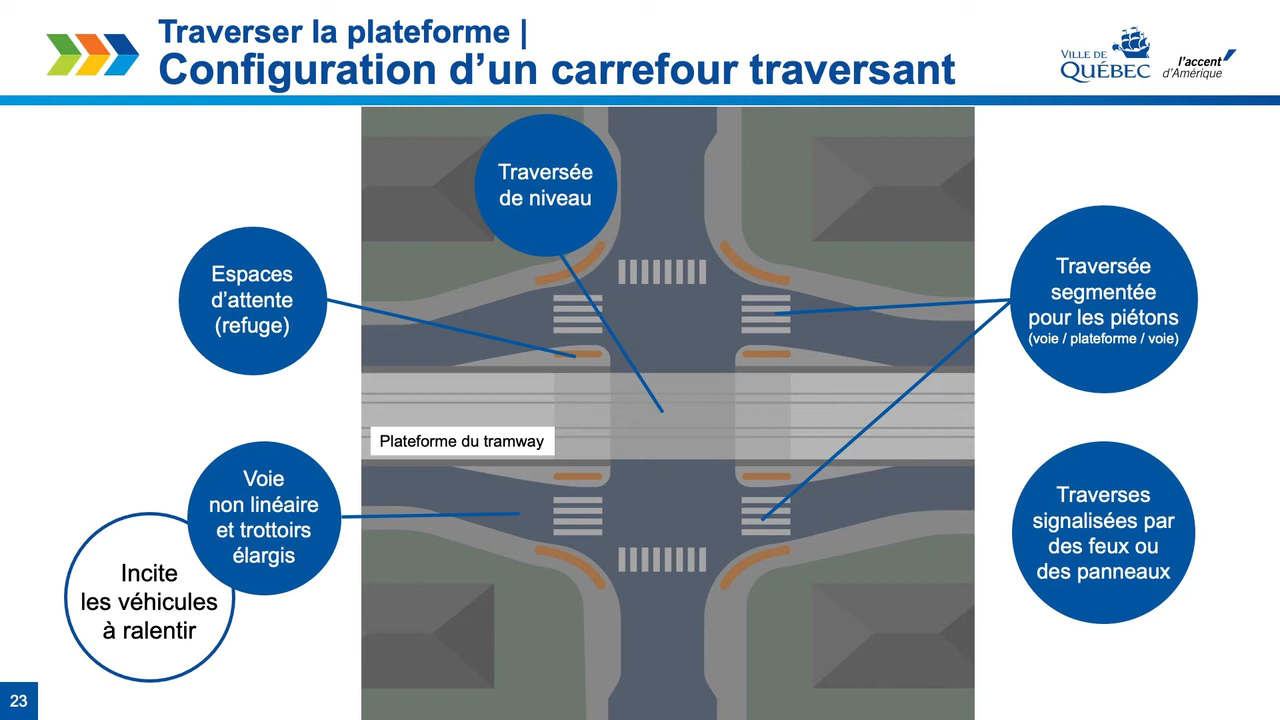 Traverser la plateforme |
Configuration d’un carrefour traversant
VILLE DE
QUÉBEC
l'accent
d'Amérique
Traversée
de niveau
Espaces
d’attente
(refuge)
Traversée
segmentée
pour les piétons
(voie / plateforme / voie)
Plateforme du tramway
Voie
non linéaire
et trottoirs
élargis
Incite
les véhicules
à ralentir
Traverses
signalisées par
des feux ou
des panneaux
23